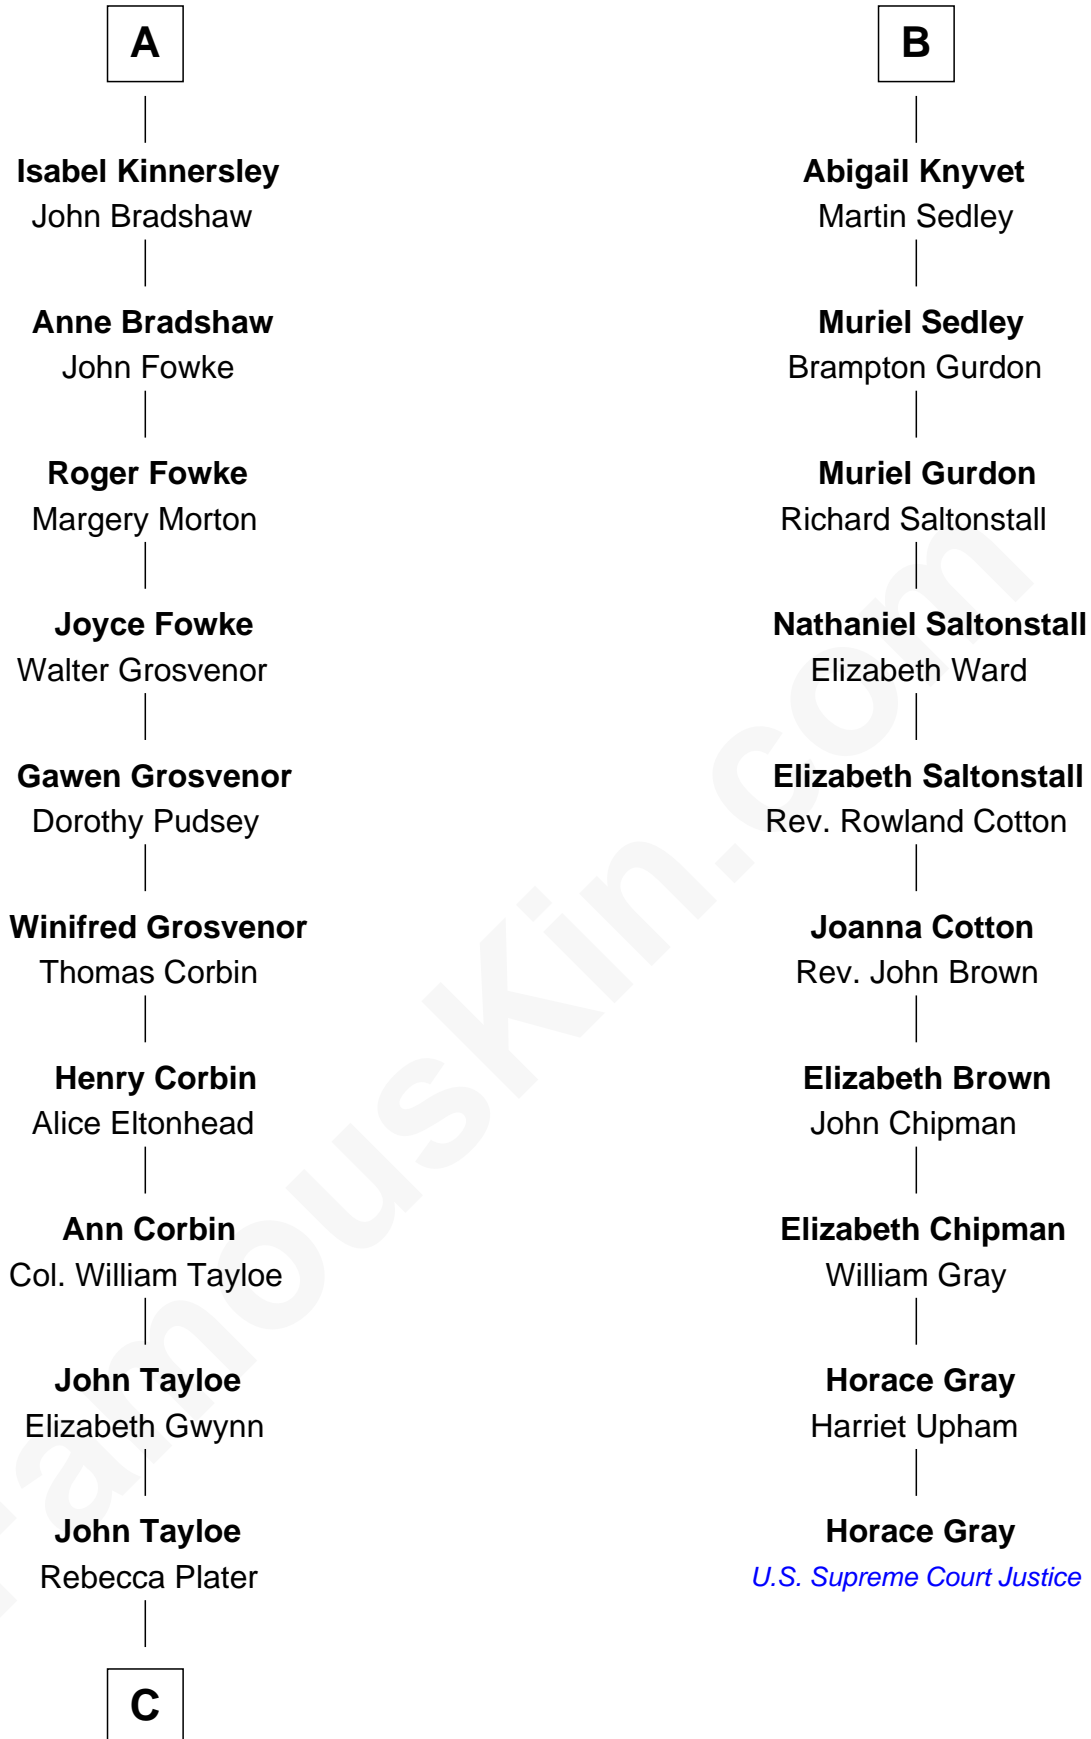 A
Isabel Kinnersley
John Bradshaw
Anne Bradshaw
John Fowke
Roger Fowke
Margery Morton
Joyce Fowke
Walter Grosvenor
Gawen Grosvenor
Dorothy Pudsey
Winifred Grosvenor
Thomas Corbin
Henry Corbin
Alice Eltonhead
Ann Corbin
Col. William Tayloe
John Tayloe
Elizabeth Gwynn
John Tayloe
Rebecca Plater
C
B
Abigail Knyvet
Martin Sedley
Muriel Sedley
Brampton Gurdon
Muriel Gurdon
Richard Saltonstall
Nathaniel Saltonstall
Elizabeth Ward
Elizabeth Saltonstall
Rev. Rowland Cotton
Joanna Cotton
Rev. John Brown
Elizabeth Brown
John Chipman
Elizabeth Chipman
William Gray
Horace Gray
Harriet Upham
Horace Gray
U.S. Supreme Court Justice
FamousKin.com